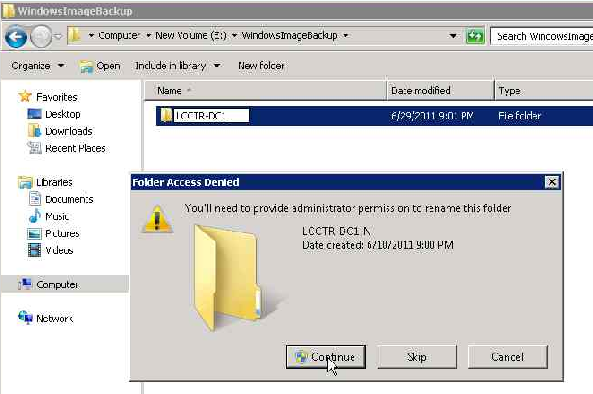 WindowsImageBackup
Computer ▸ New Volume (E:) ▸ WindowsImageBackup
Search WindowsImage
Organize Open Include in library New folder
Name Date modified Type
Favorites
Desktop
Downloads
Recent Places
LCCTR-DC1 6/29/2011 9:01 PM File folder
Libraries
Documents
Music
Pictures
Videos
Computer
Network
Folder Access Denied
You'll need to provide administrator permission to rename this folder
LCCTR-DC1-N
Date created: 6/10/2011 9:00 PM
Continue Skip Cancel